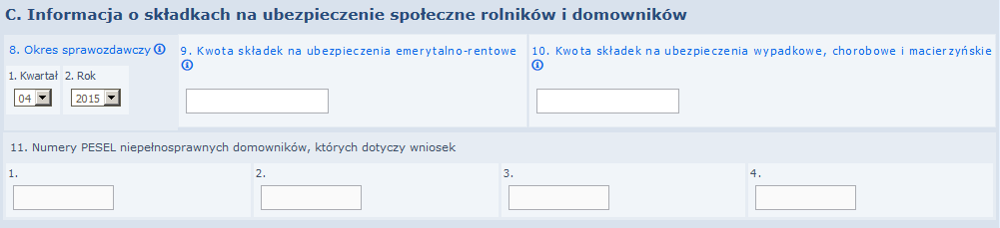 C. Informacja o składkach na ubezpieczenie społeczne rolników i domowników
8. Okres sprawozdawczy
1. Kwartał 2. Rok
04 2015
9. Kwota składek na ubezpieczenia emerytalno-rentowe
10. Kwota składek na ubezpieczenia wypadkowe, chorobowe i macierzyńskie
11. Numery PESEL niepełnosprawnych domowników, których dotyczy wniosek
1. 2. 3. 4.